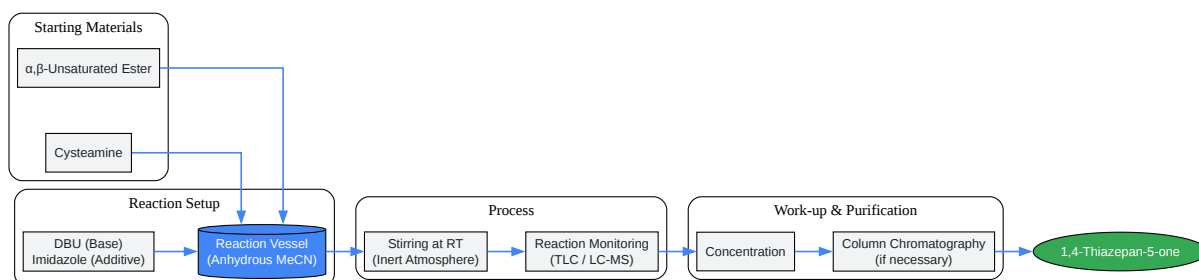 Starting Materials
α,β-Unsaturated Ester
Cysteamine
Reaction Setup
DBU (Base)
Imidazole (Additive)
Reaction Vessel
(Anhydrous MeCN)
Process
Stirring at RT
(Inert Atmosphere)
Reaction Monitoring
(TLC / LC-MS)
Work-up & Purification
Concentration
Column Chromatography
(if necessary)
1,4-Thiazepan-5-one